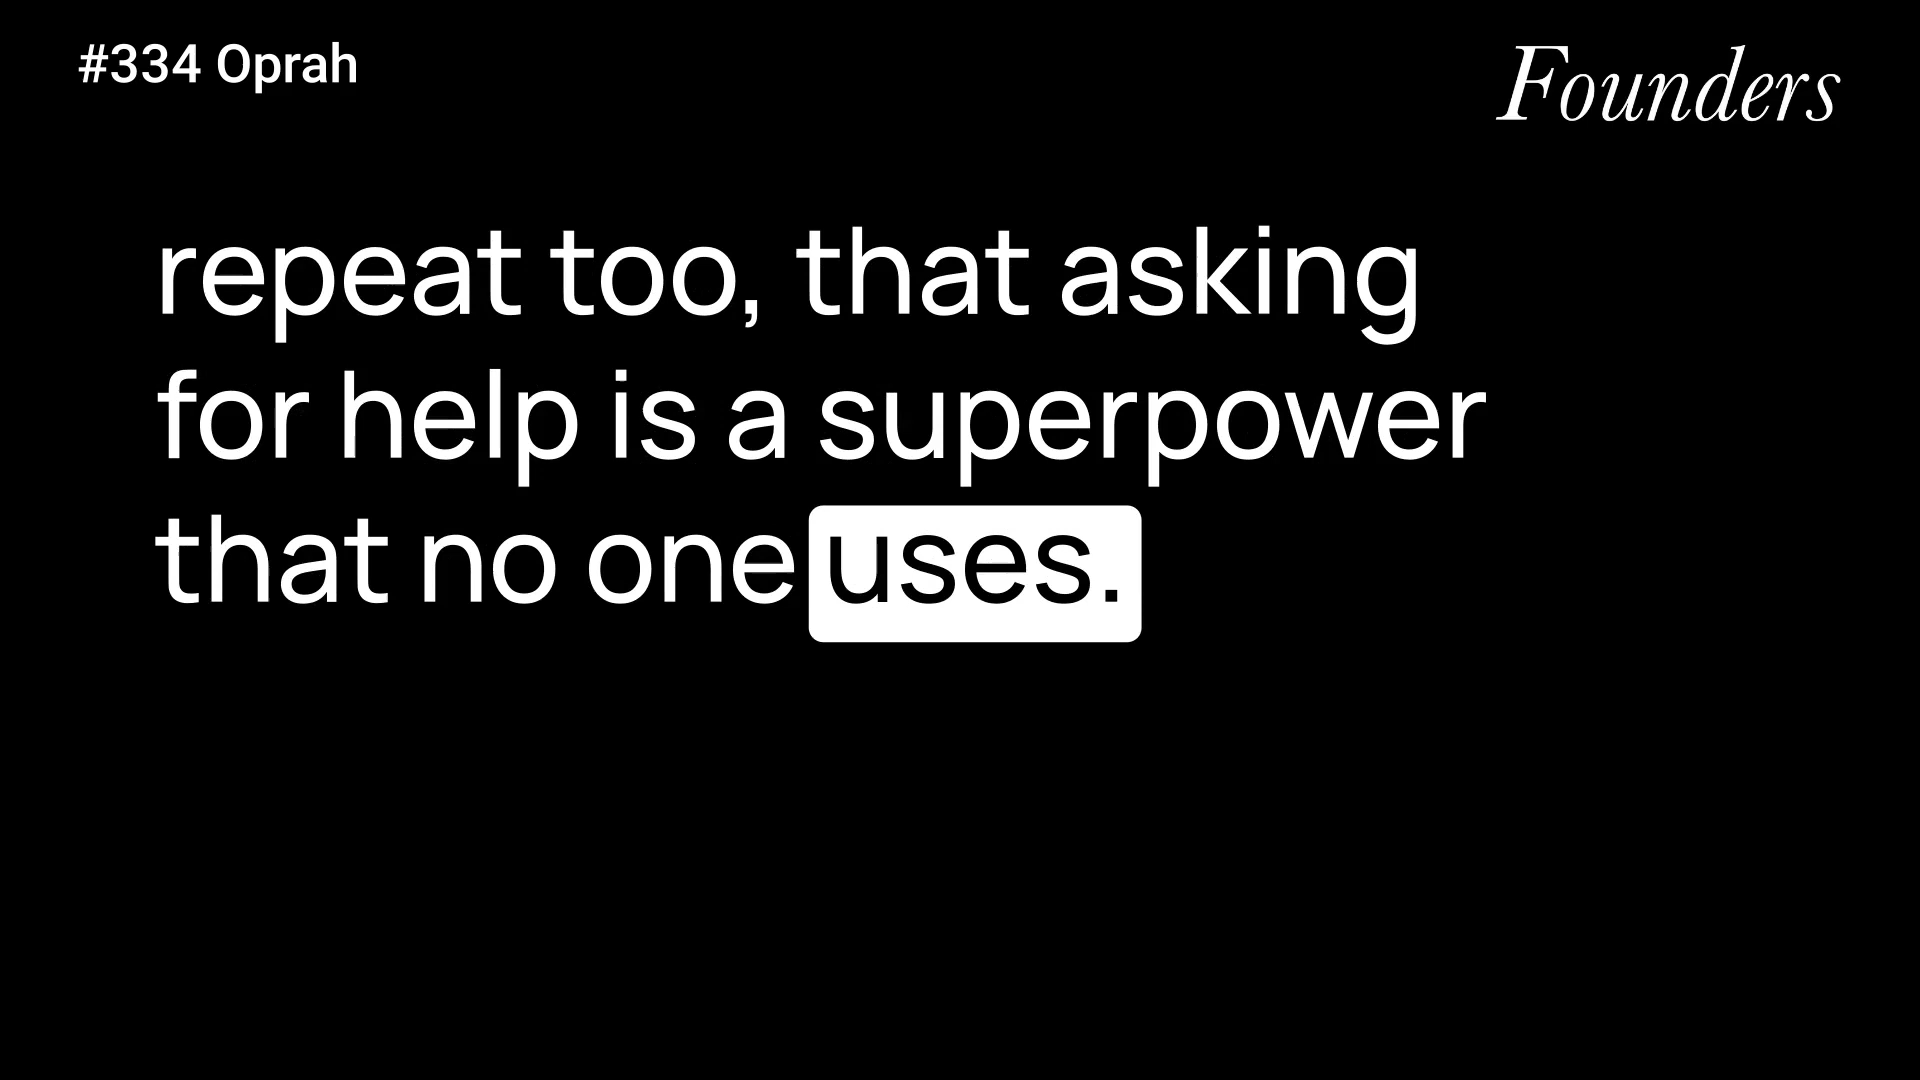 #334 Oprah
Founders
repeat too, that asking
for help is a superpower
that no one uses.